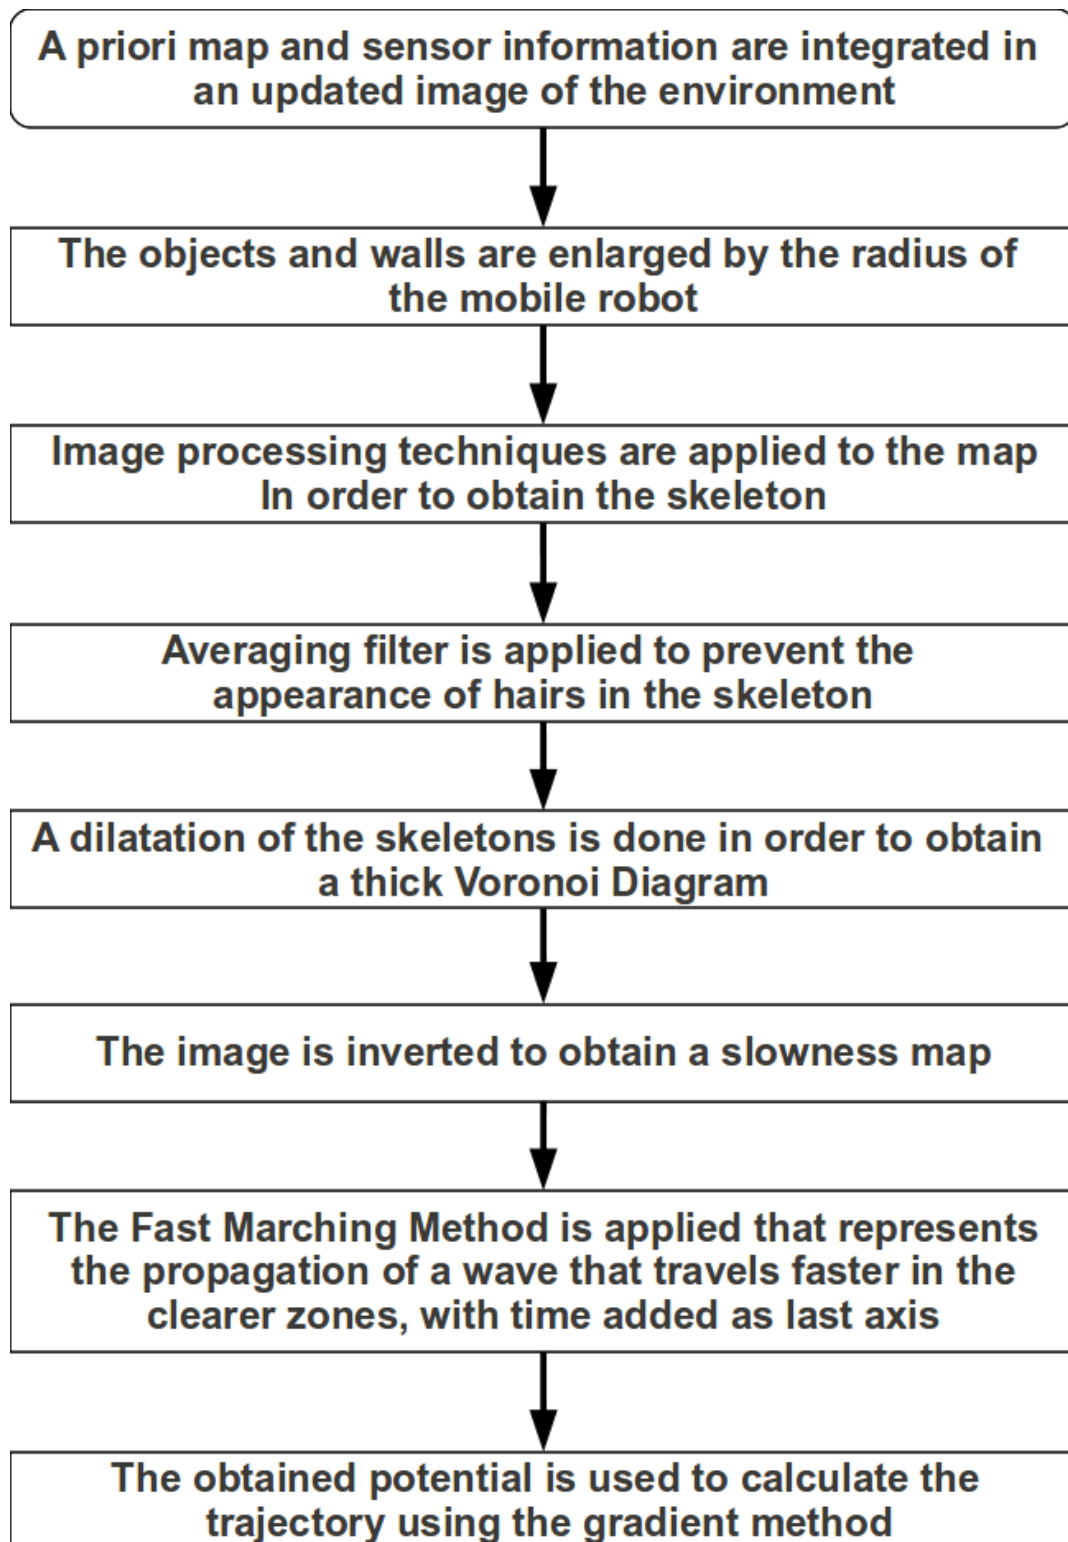 A priori map and sensor information are integrated in
an updated image of the environment
The objects and walls are enlarged by the radius of
the mobile robot
Image processing techniques are applied to the map
In order to obtain the skeleton
Averaging filter is applied to prevent the
appearance of hairs in the skeleton
A dilatation of the skeletons is done in order to obtain
a thick Voronoi Diagram
The image is inverted to obtain a slowness map
The Fast Marching Method is applied that represents
the propagation of a wave that travels faster in the
clearer zones, with time added as last axis
The obtained potential is used to calculate the
trajectory using the gradient method